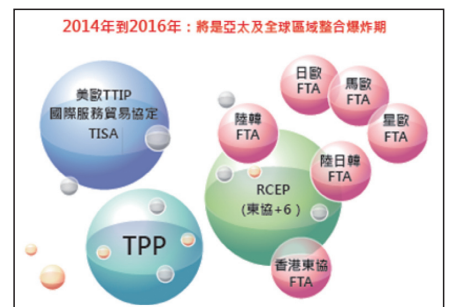 2014年到2016年：將是亞太及全球區域整合爆炸期
美歐TTIP
國際服務貿易協定
TISA
日歐
FTA
馬歐
FTA
星歐
FTA
陸韓
FTA
陸日韓
FTA
RCEP
(東協+6)
TPP
香港東協
FTA